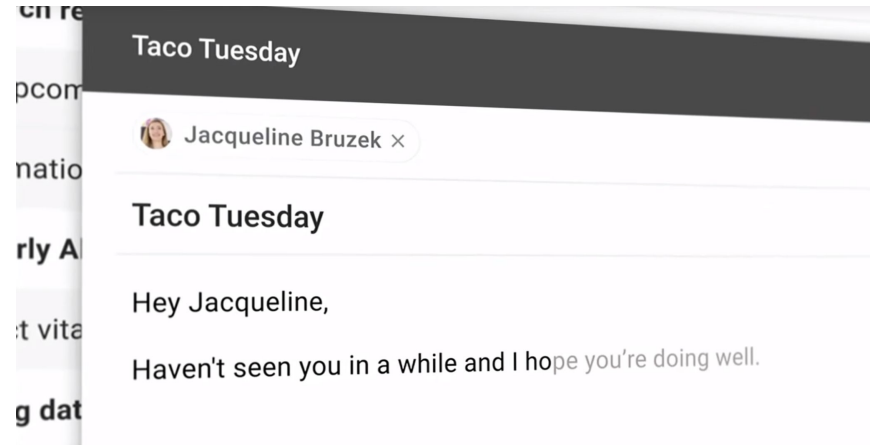 Taco Tuesday
Jacqueline Bruzek ×
Taco Tuesday
Hey Jacqueline,
Haven't seen you in a while and I hope you're doing well.